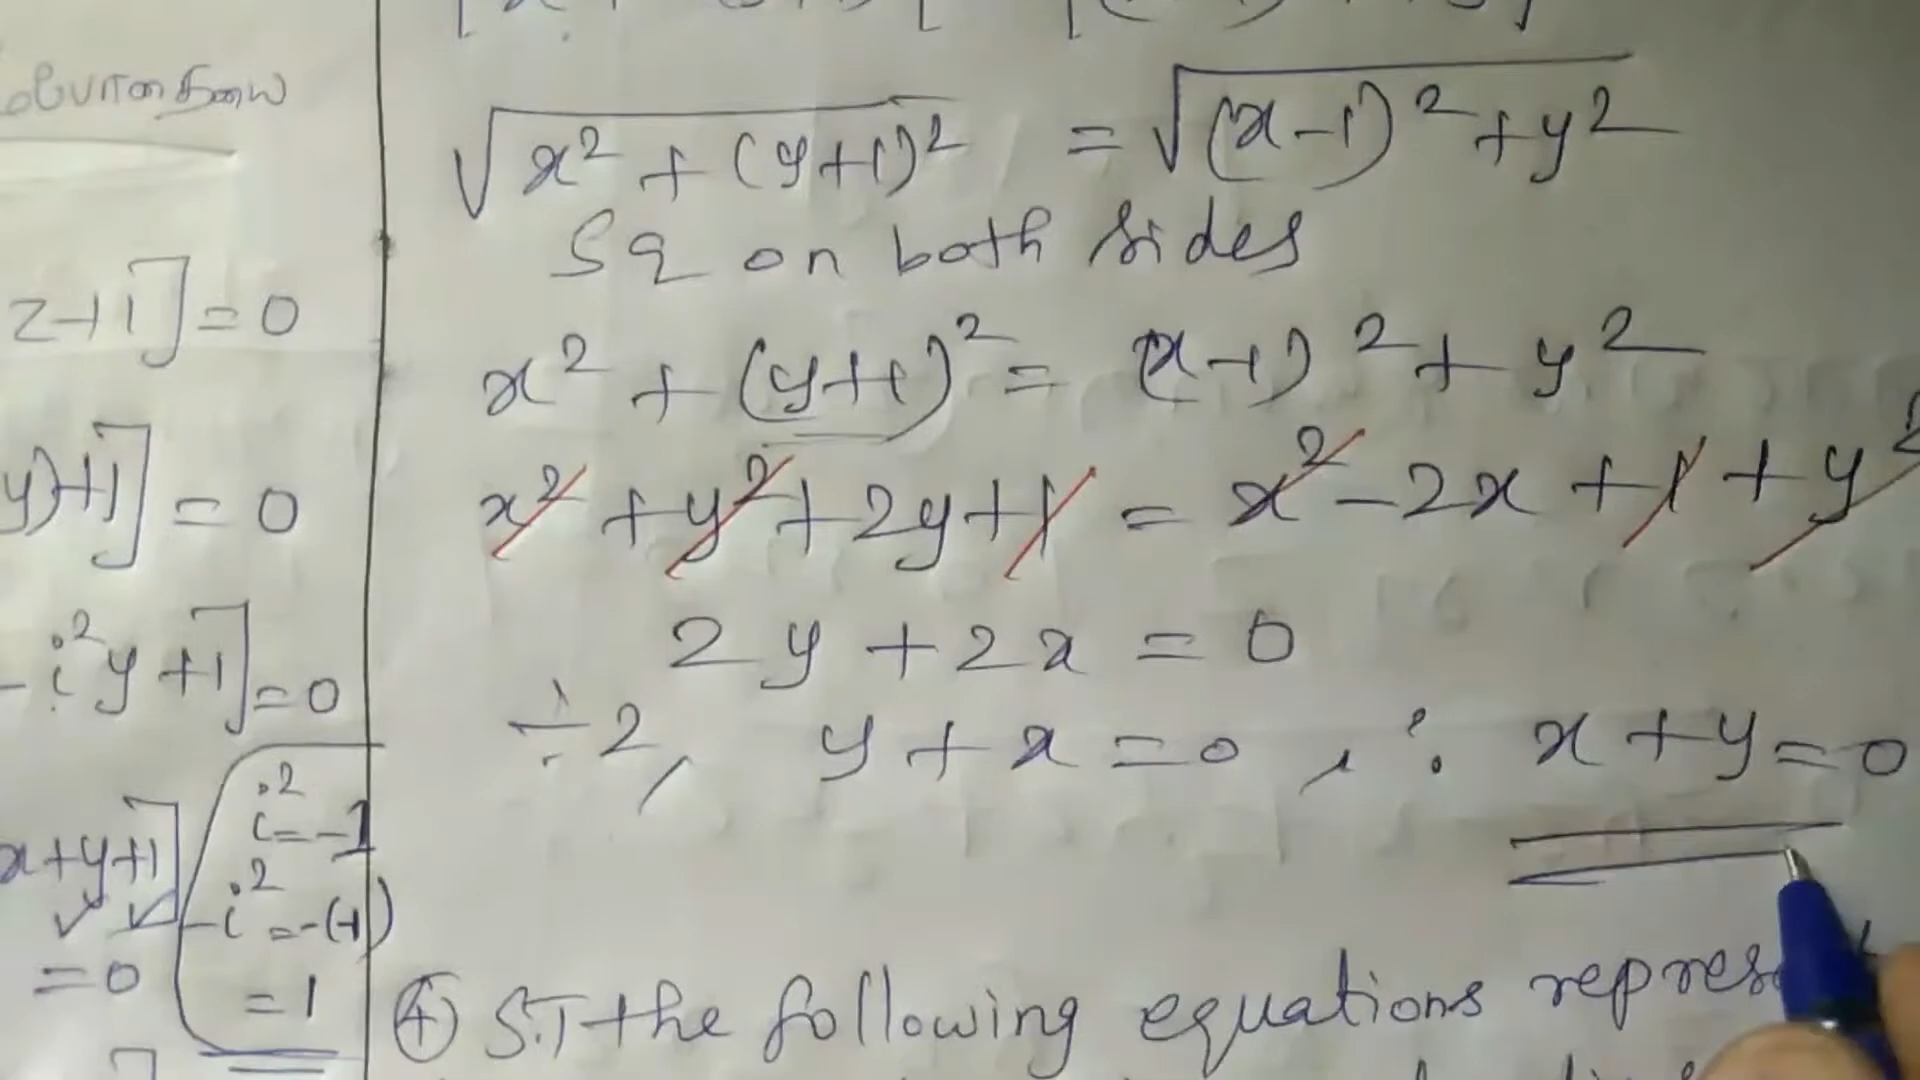 z+1] = 0
y)+1] = 0
-i²y+1] = 0
x+y+1]
= 0
i² = -1
-i² = -(-1)
= 1
√x² + (y+1)² = √(x-1)² + y²
Sq on both sides
x² + (y+1)² = (x-1)² + y²
x² + y² + 2y + 1 = x² - 2x + 1 + y²
2y + 2x = 0
÷2, y + x = 0, ∴ x + y = 0
④ S.T the following equations